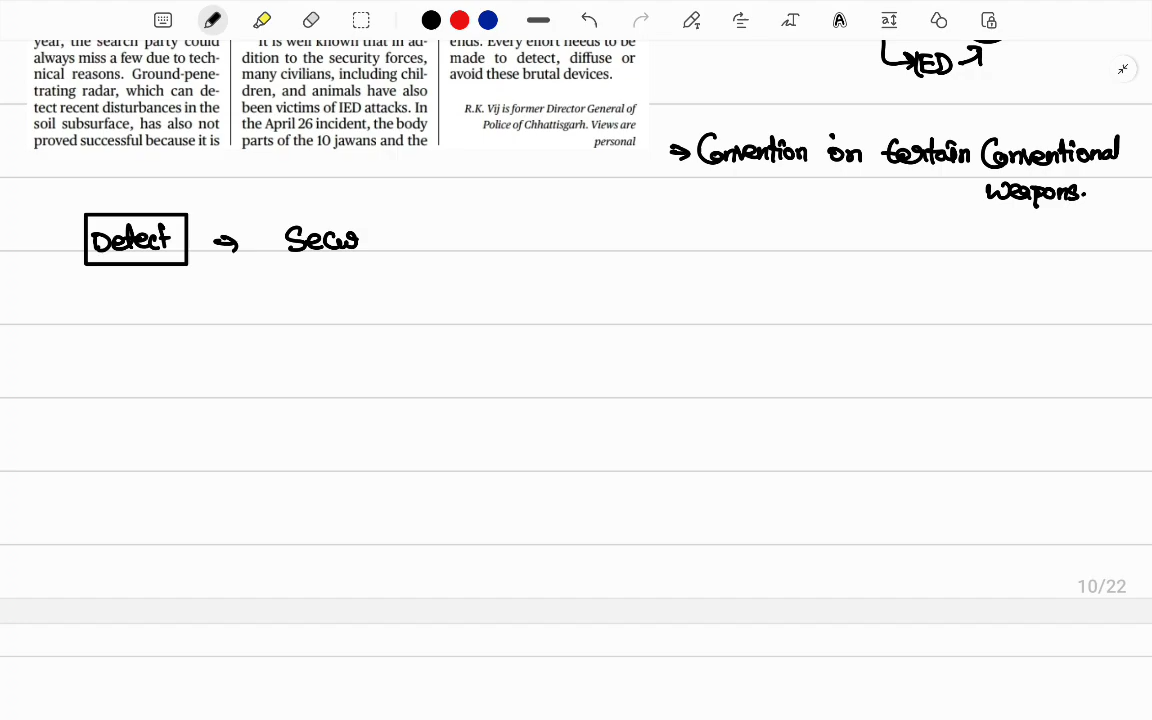 year, the search party could
always miss a few due to tech-
nical reasons. Ground-pene-
trating radar, which can de-
tect recent disturbances in the
soil subsurface, has also not
proved successful because it is
It is well known that in ad-
dition to the security forces,
many civilians, including chil-
dren, and animals have also
been victims of IED attacks. In
the April 26 incident, the body
parts of the 10 jawans and the
ends. Every effort needs to be
made to detect, diffuse or
avoid these brutal devices.
R.K. Vij is former Director General of
Police of Chhattisgarh. Views are
personal
IED
⇒ Convention on Certain Conventional
Weapons.
Detect ⇒ Secur
10/22